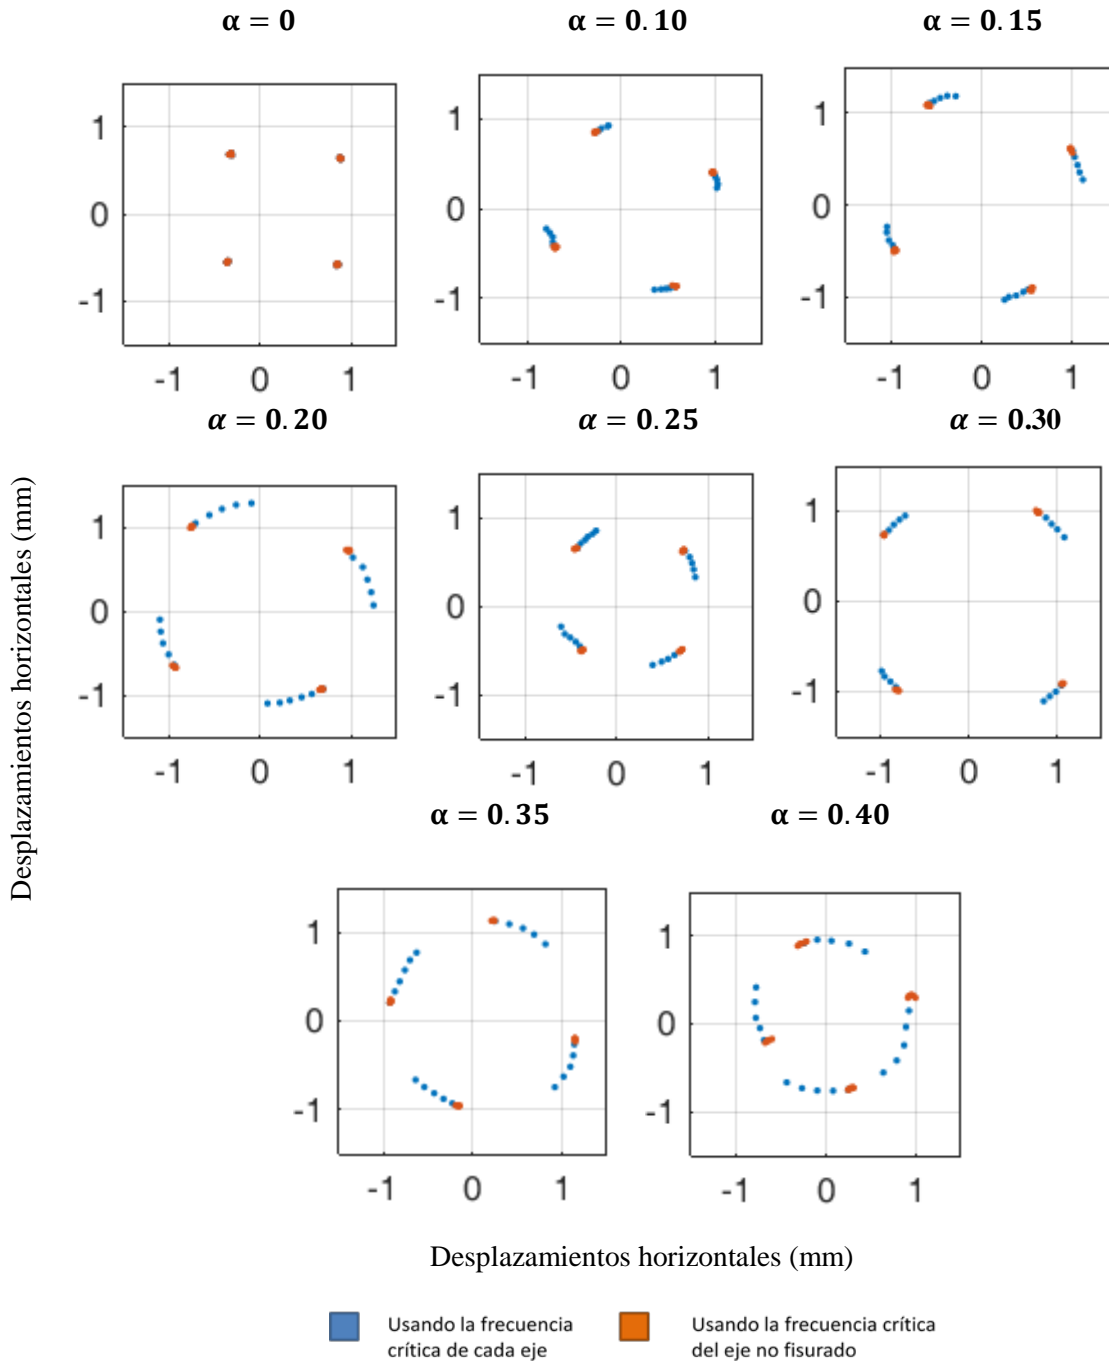 α = 0
α = 0.10
α = 0.15
1
0
-1
-1 0 1
1
0
-1
-1 0 1
1
0
-1
-1 0 1
α = 0.20
α = 0.25
α = 0.30
1
0
-1
-1 0 1
1
0
-1
-1 0 1
1
0
-1
-1 0 1
Desplazamientos horizontales (mm)
α = 0.35
α = 0.40
1
0
-1
-1 0 1
1
0
-1
-1 0 1
Desplazamientos horizontales (mm)
Usando la frecuencia
crítica de cada eje
Usando la frecuencia crítica
del eje no fisurado